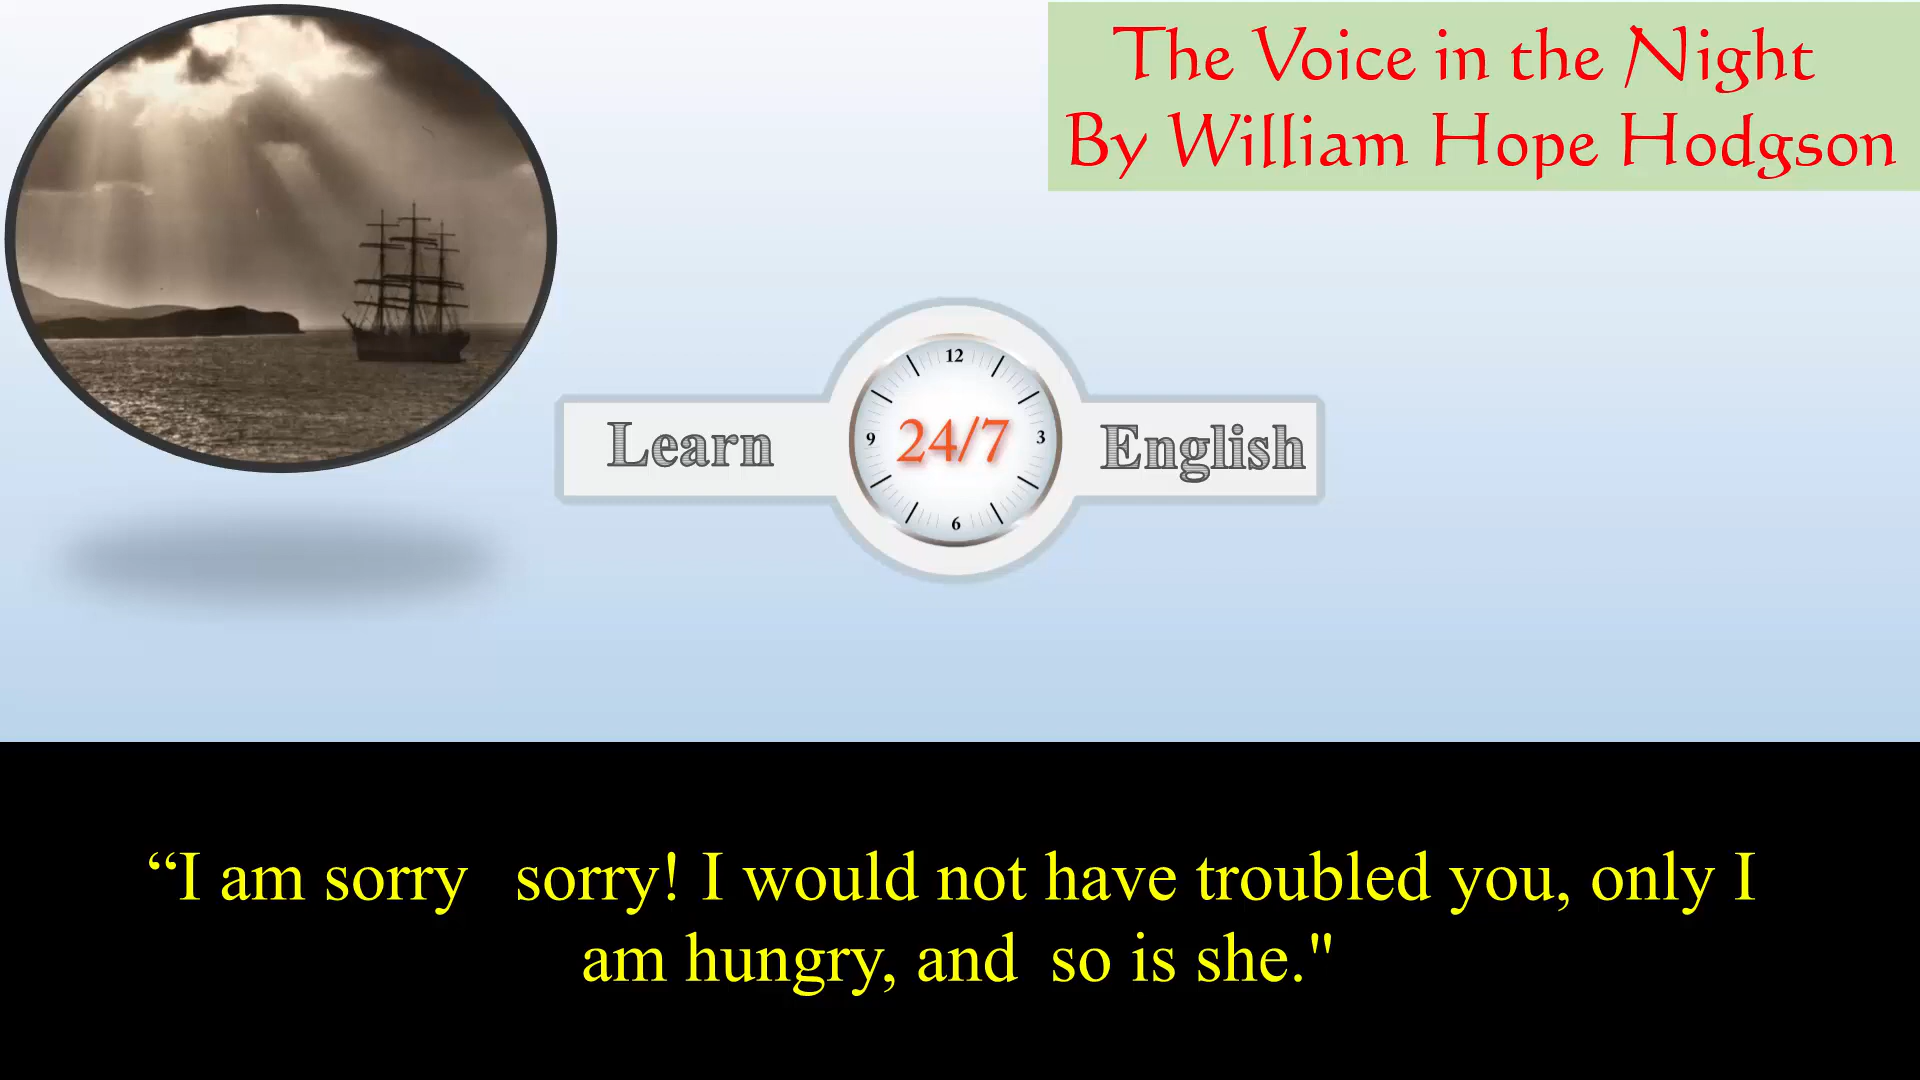 The Voice in the Night
By William Hope Hodgson
12
9
3
6
Learn 24/7 English
“I am sorry   sorry! I would not have troubled you, only I
am hungry, and  so is she."